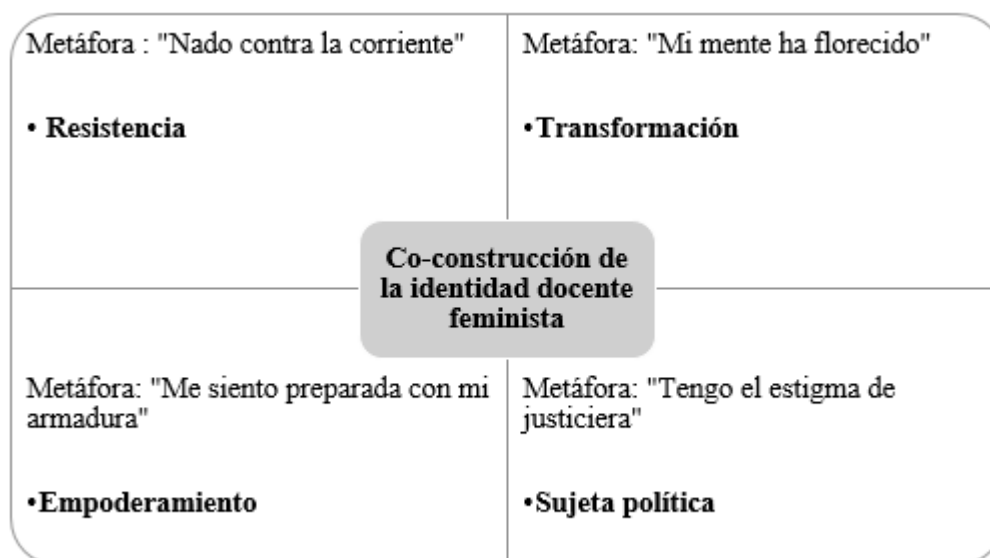 Metáfora : "Nado contra la corriente"
• Resistencia
Metáfora: "Mi mente ha florecido"
•Transformación
Co-construcción de
la identidad docente
feminista
Metáfora: "Me siento preparada con mi
armadura"
•Empoderamiento
Metáfora: "Tengo el estigma de
justiciera"
•Sujeta política